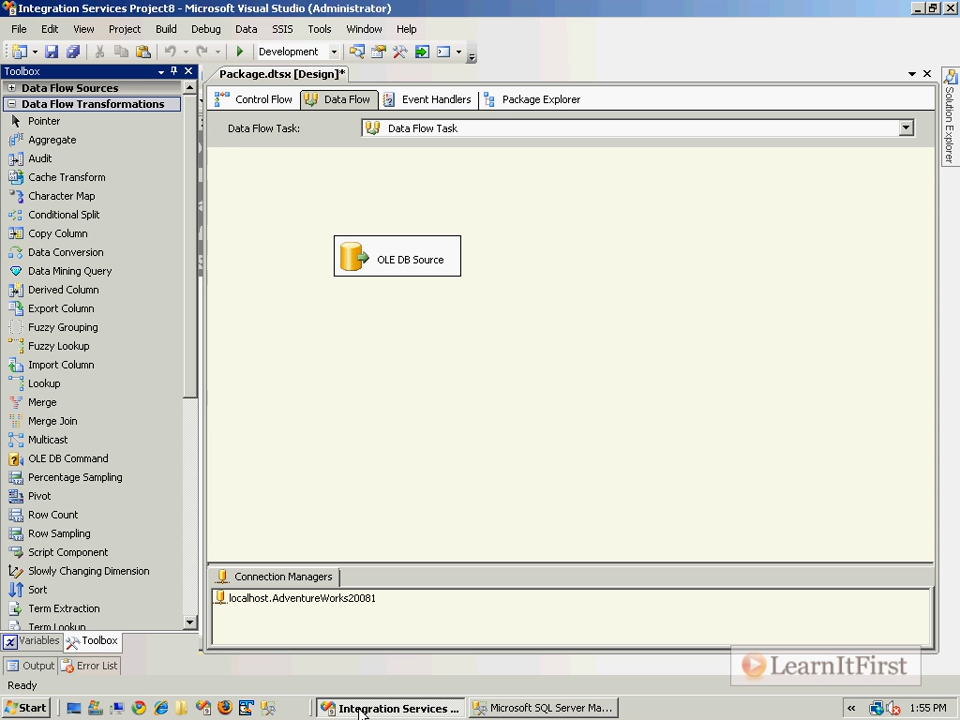 Integration Services Project8 - Microsoft Visual Studio (Administrator)
File Edit View Project Build Debug Data SSIS Tools Window Help
Development
Toolbox
Package.dtsx [Design]*
Data Flow Sources
Data Flow Transformations
Pointer
Aggregate
Audit
Cache Transform
Character Map
Conditional Split
Copy Column
Data Conversion
Data Mining Query
Derived Column
Export Column
Fuzzy Grouping
Fuzzy Lookup
Import Column
Lookup
Merge
Merge Join
Multicast
OLE DB Command
Percentage Sampling
Pivot
Row Count
Row Sampling
Script Component
Slowly Changing Dimension
Sort
Term Extraction
Term Lookup
Control Flow Data Flow Event Handlers Package Explorer
Data Flow Task: Data Flow Task
OLE DB Source
Solution Explorer
Connection Managers
localhost.AdventureWorks20081
Variables Toolbox
Output Error List
LearnItFirst
Ready
Start Integration Services ... Microsoft SQL Server Ma... « 1:55 PM